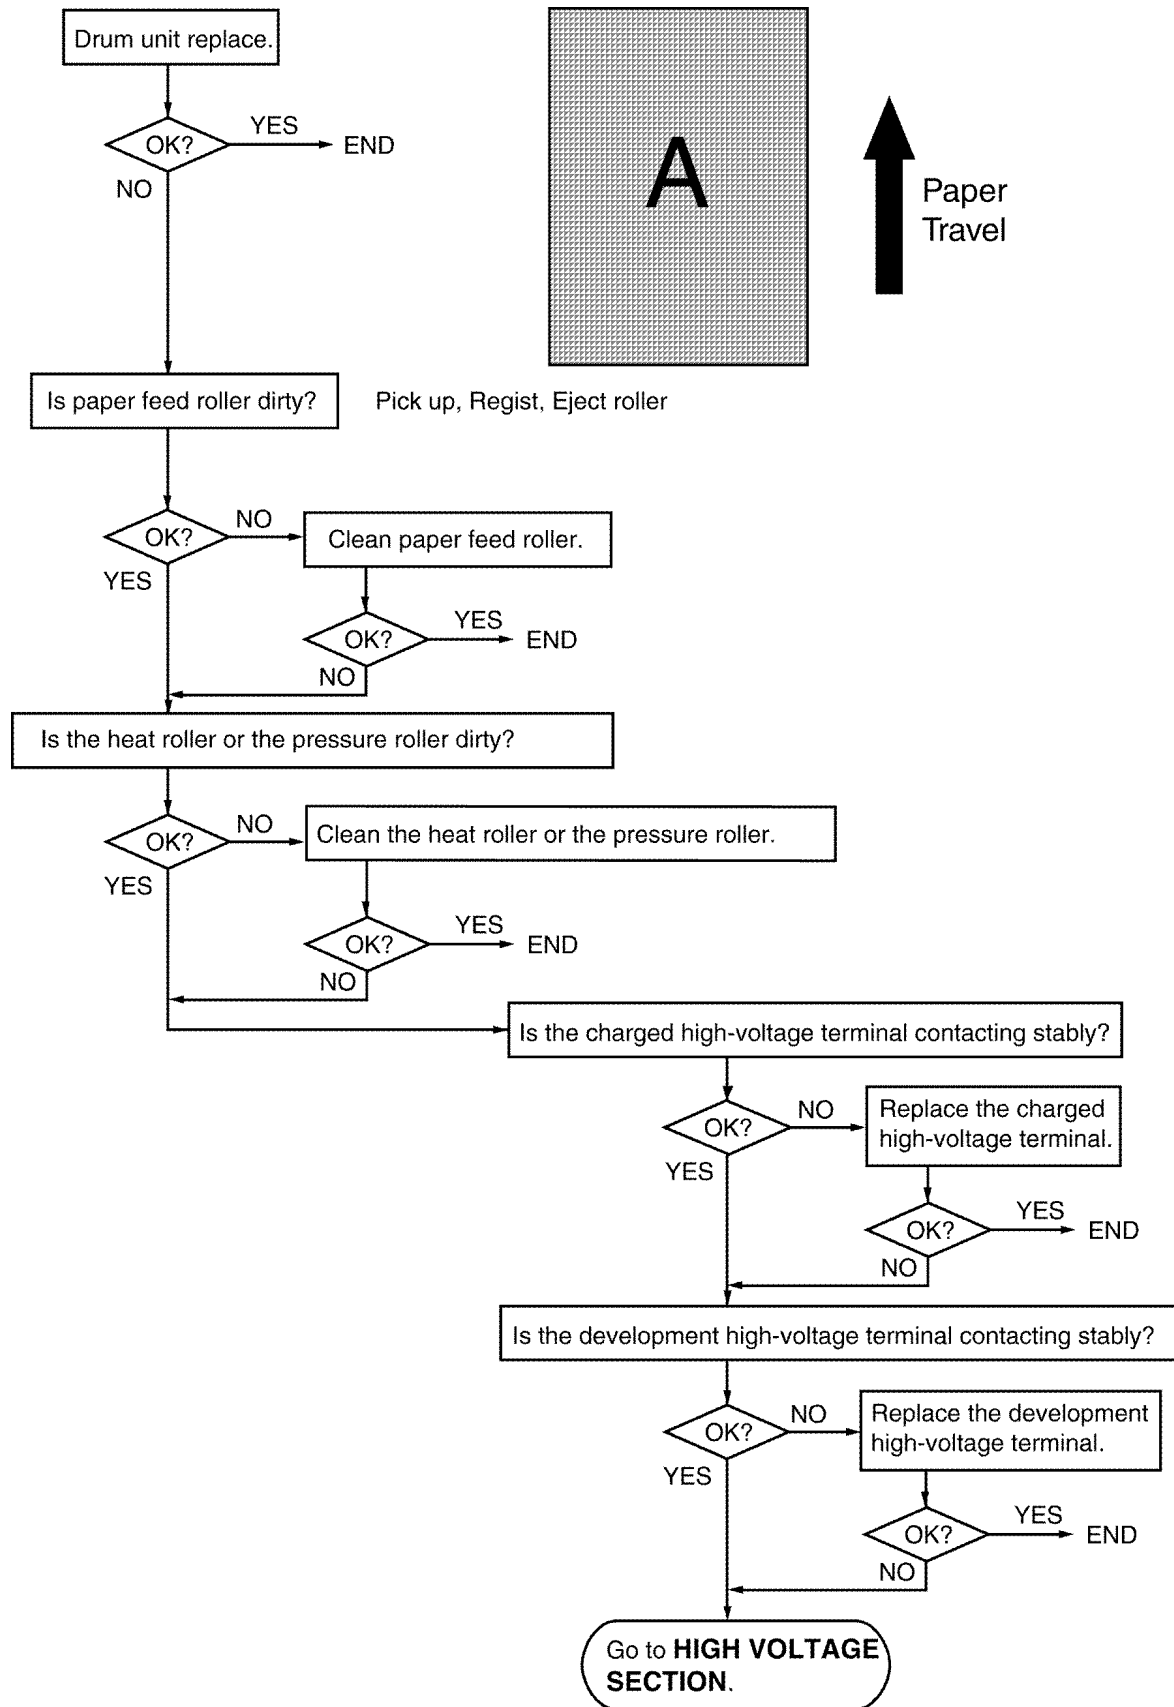 Drum unit replace.
OK?
YES
END
NO
A
Paper
Travel
Is paper feed roller dirty?
Pick up, Regist, Eject roller
OK?
NO
Clean paper feed roller.
YES
OK?
YES
END
NO
Is the heat roller or the pressure roller dirty?
OK?
NO
Clean the heat roller or the pressure roller.
YES
OK?
YES
END
NO
Is the charged high-voltage terminal contacting stably?
OK?
NO
Replace the charged
high-voltage terminal.
YES
OK?
YES
END
NO
Is the development high-voltage terminal contacting stably?
OK?
NO
Replace the development
high-voltage terminal.
YES
OK?
YES
END
NO
Go to HIGH VOLTAGE
SECTION.